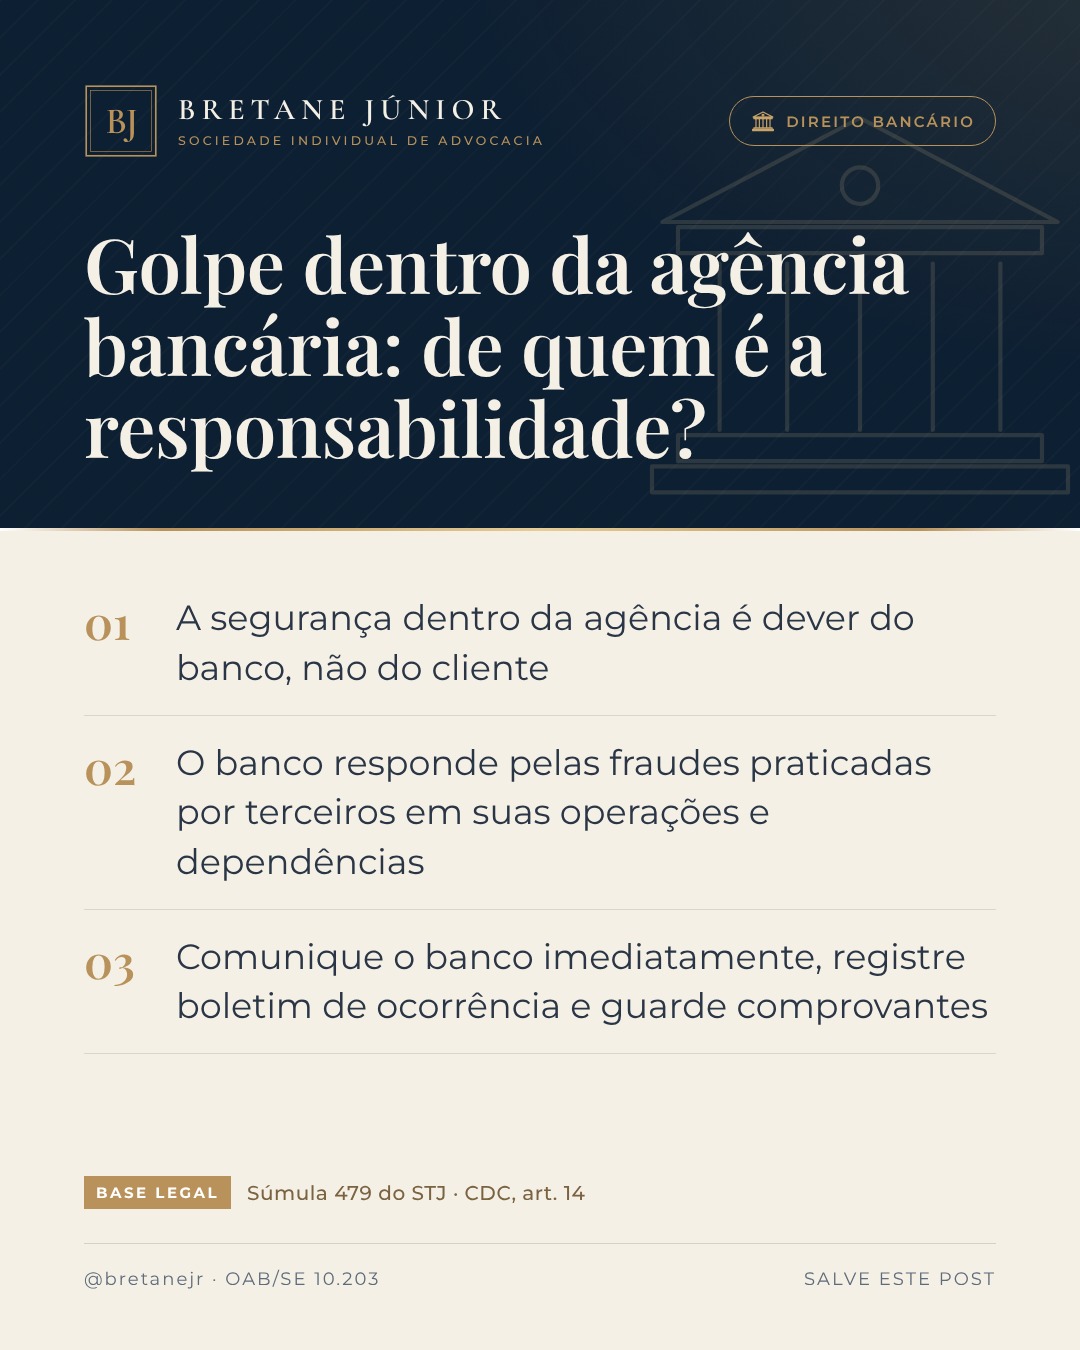 BJ
BRETANE JÚNIOR
SOCIEDADE INDIVIDUAL DE ADVOCACIA
DIREITO BANCÁRIO
Golpe dentro da agência
bancária: de quem é a
responsabilidade?
01
A segurança dentro da agência é dever do
banco, não do cliente
02
O banco responde pelas fraudes praticadas
por terceiros em suas operações e
dependências
03
Comunique o banco imediatamente, registre
boletim de ocorrência e guarde comprovantes
BASE LEGAL
Súmula 479 do STJ · CDC, art. 14
@bretanejr · OAB/SE 10.203
SALVE ESTE POST